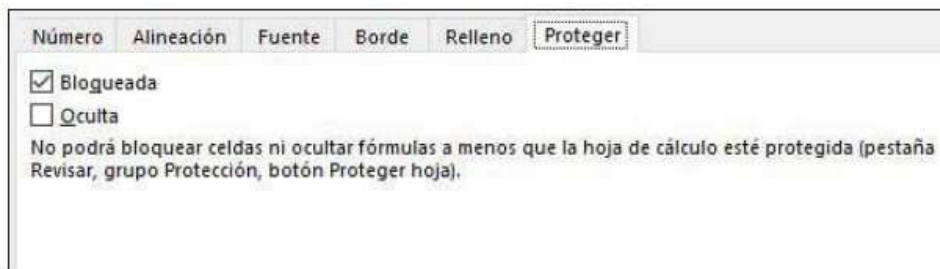 Número Alineación Fuente Borde Relleno Proteger
Bloqueada
Oculta
No podrá bloquear celdas ni ocultar fórmulas a menos que la hoja de cálculo esté protegida (pestaña
Revisar, grupo Protección, botón Proteger hoja).